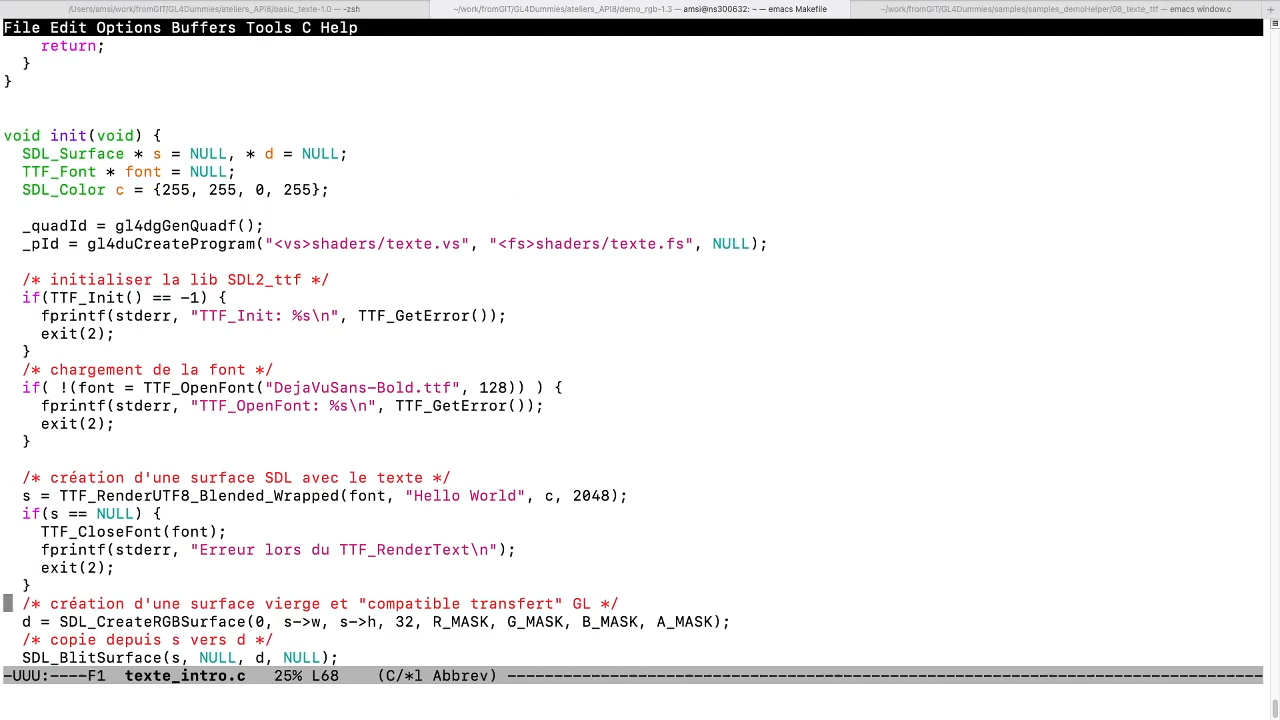 /Users/amsi/work/fromGIT/GL4Dummies/ateliers_API8/basic_texte-1.0 — -zsh
~/work/fromGIT/GL4Dummies/ateliers_API8/demo_rgb-1.3 — amsi@ns300632: ~ — emacs Makefile
~/work/fromGIT/GL4Dummies/samples/samples_demoHelper/08_texte_ttf — emacs window.c
+
File Edit Options Buffers Tools C Help
    return;
  }
}
void init(void) {
  SDL_Surface * s = NULL, * d = NULL;
  TTF_Font * font = NULL;
  SDL_Color c = {255, 255, 0, 255};
  _quadId = gl4dgGenQuadf();
  _pId = gl4duCreateProgram("<vs>shaders/texte.vs", "<fs>shaders/texte.fs", NULL);
  /* initialiser la lib SDL2_ttf */
  if(TTF_Init() == -1) {
    fprintf(stderr, "TTF_Init: %s\n", TTF_GetError());
    exit(2);
  }
  /* chargement de la font */
  if( !(font = TTF_OpenFont("DejaVuSans-Bold.ttf", 128)) ) {
    fprintf(stderr, "TTF_OpenFont: %s\n", TTF_GetError());
    exit(2);
  }
  /* création d'une surface SDL avec le texte */
  s = TTF_RenderUTF8_Blended_Wrapped(font, "Hello World", c, 2048);
  if(s == NULL) {
    TTF_CloseFont(font);
    fprintf(stderr, "Erreur lors du TTF_RenderText\n");
    exit(2);
  }
  /* création d'une surface vierge et "compatible transfert" GL */
  d = SDL_CreateRGBSurface(0, s->w, s->h, 32, R_MASK, G_MASK, B_MASK, A_MASK);
  /* copie depuis s vers d */
  SDL_BlitSurface(s, NULL, d, NULL);
-UUU:----F1  texte_intro.c   25% L68    (C/*l Abbrev) ----------------------------------------------------------------------------------